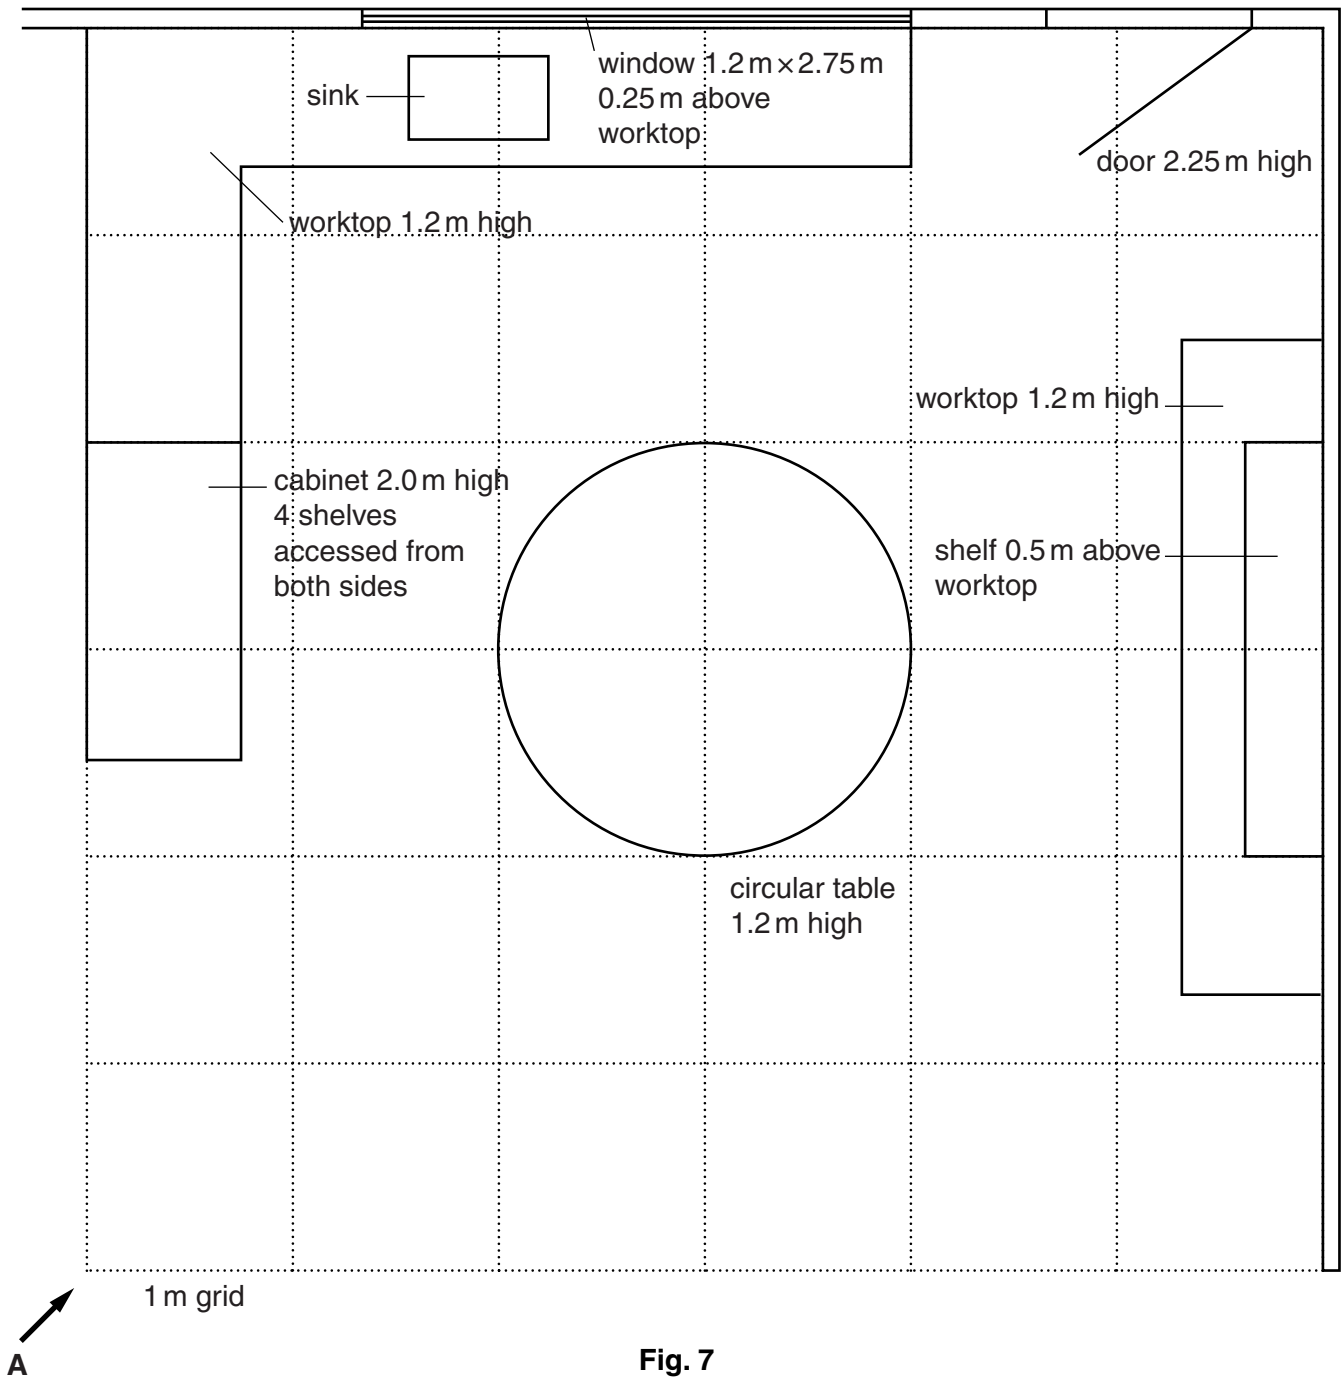 window 1.2 m × 2.75 m
0.25 m above
worktop
sink
door 2.25 m high
worktop 1.2 m high
worktop 1.2 m high
cabinet 2.0 m high
4 shelves
accessed from
both sides
shelf 0.5 m above
worktop
circular table
1.2 m high
1 m grid
A
Fig. 7